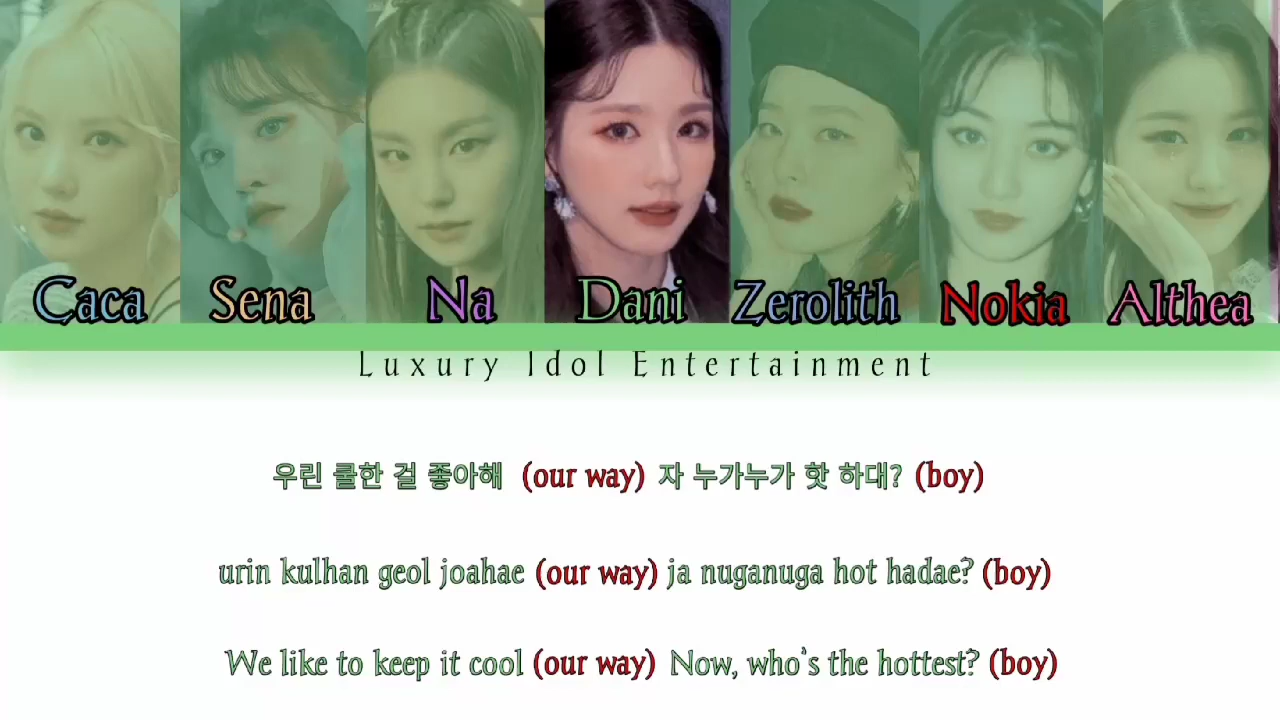 Caca Sena Na Dani Zerolith Nokia Althea
Luxury Idol Entertainment
우린 쿨한 걸 좋아해 (our way) 자 누가누가 핫 하대? (boy)
urin kulhan geol joahae (our way) ja nuganuga hot hadae? (boy)
We like to keep it cool (our way) Now, who's the hottest? (boy)